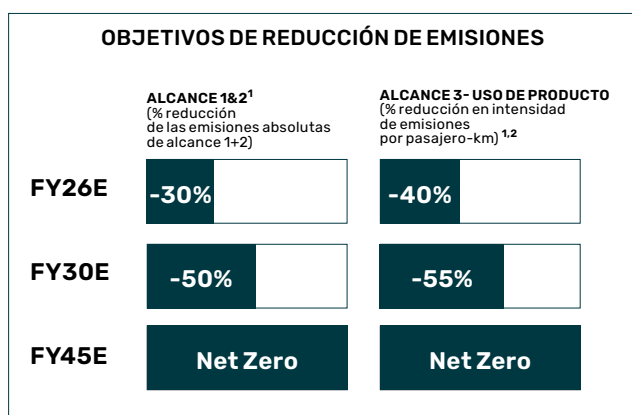 OBJETIVOS DE REDUCCIÓN DE EMISIONES
ALCANCE 1&2¹
(% reducción
de las emisiones absolutas
de alcance 1+2)
ALCANCE 3- USO DE PRODUCTO
(% reducción en intensidad
de emisiones
por pasajero-km) ¹,²
FY26E
-30%
-40%
FY30E
-50%
-55%
FY45E
Net Zero
Net Zero